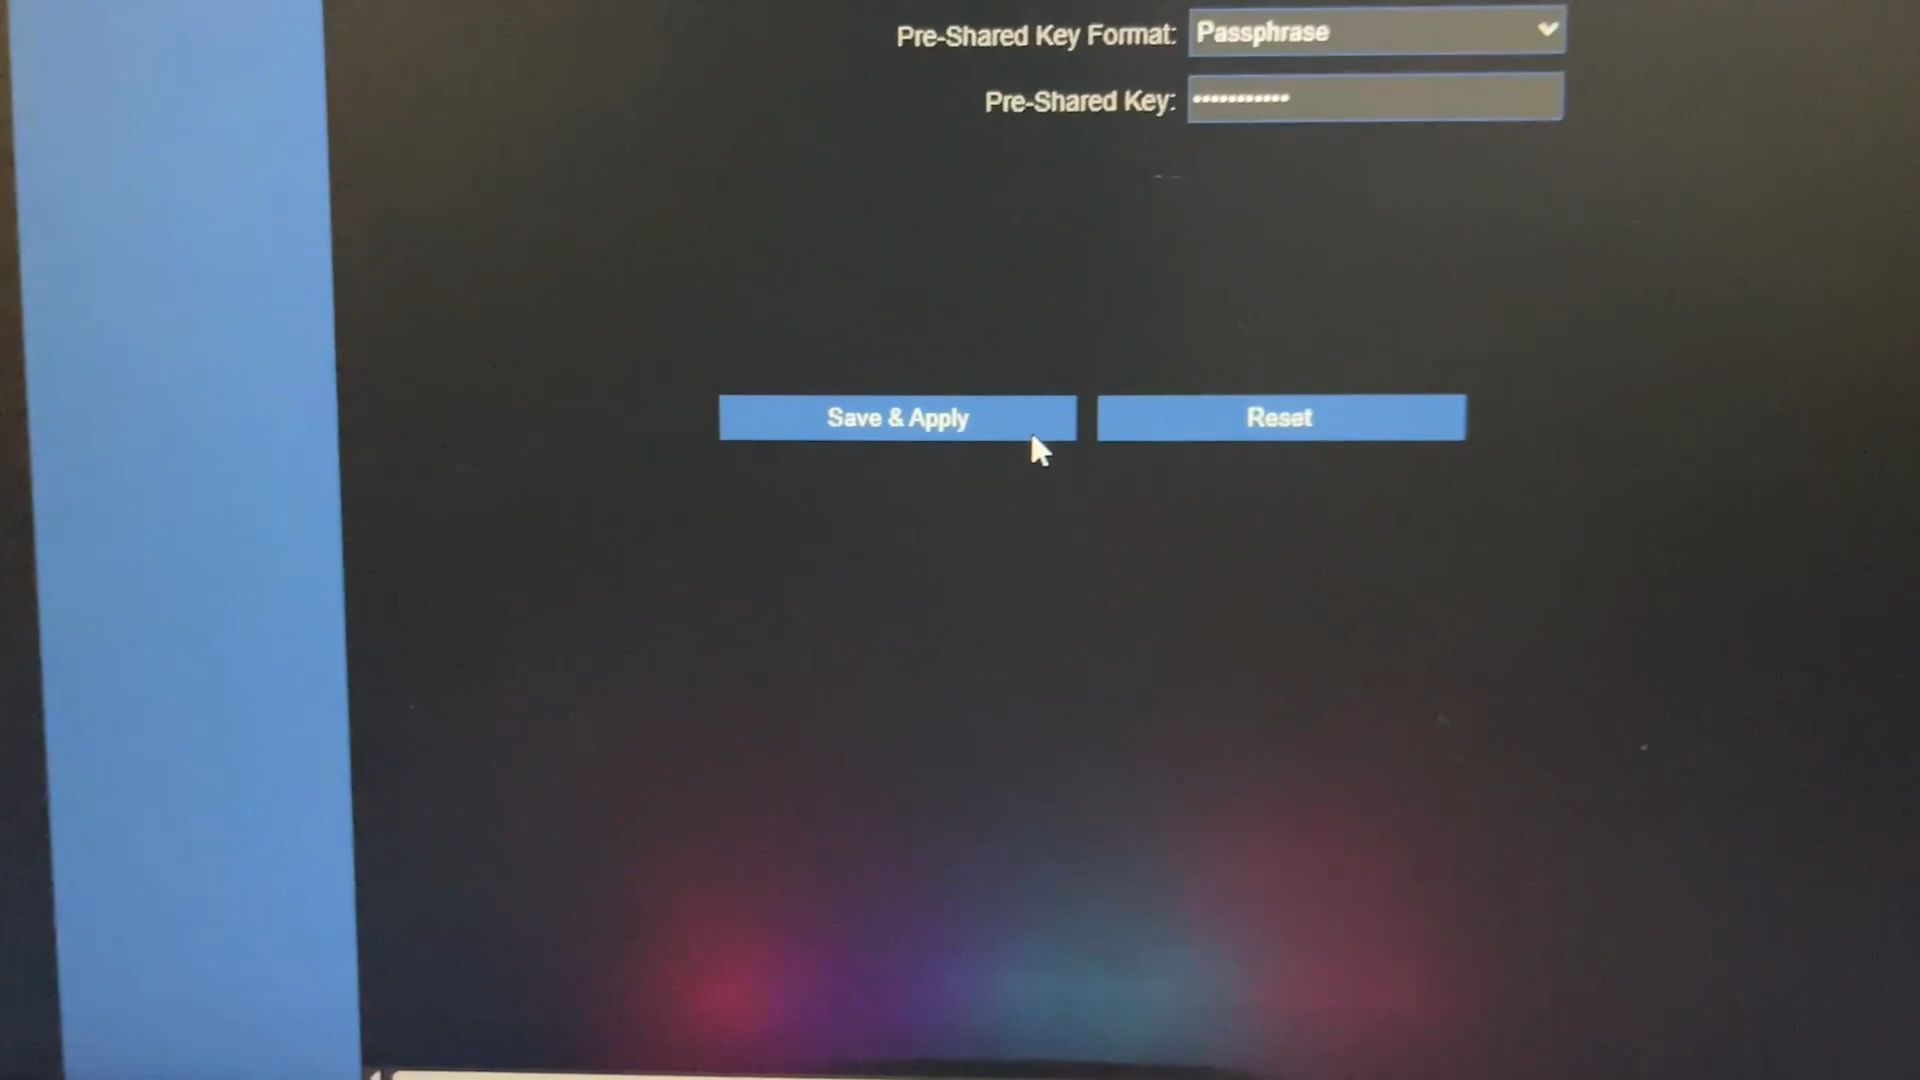 Pre-Shared Key Format: Passphrase
Pre-Shared Key: •••••••••••
Save & Apply
Reset